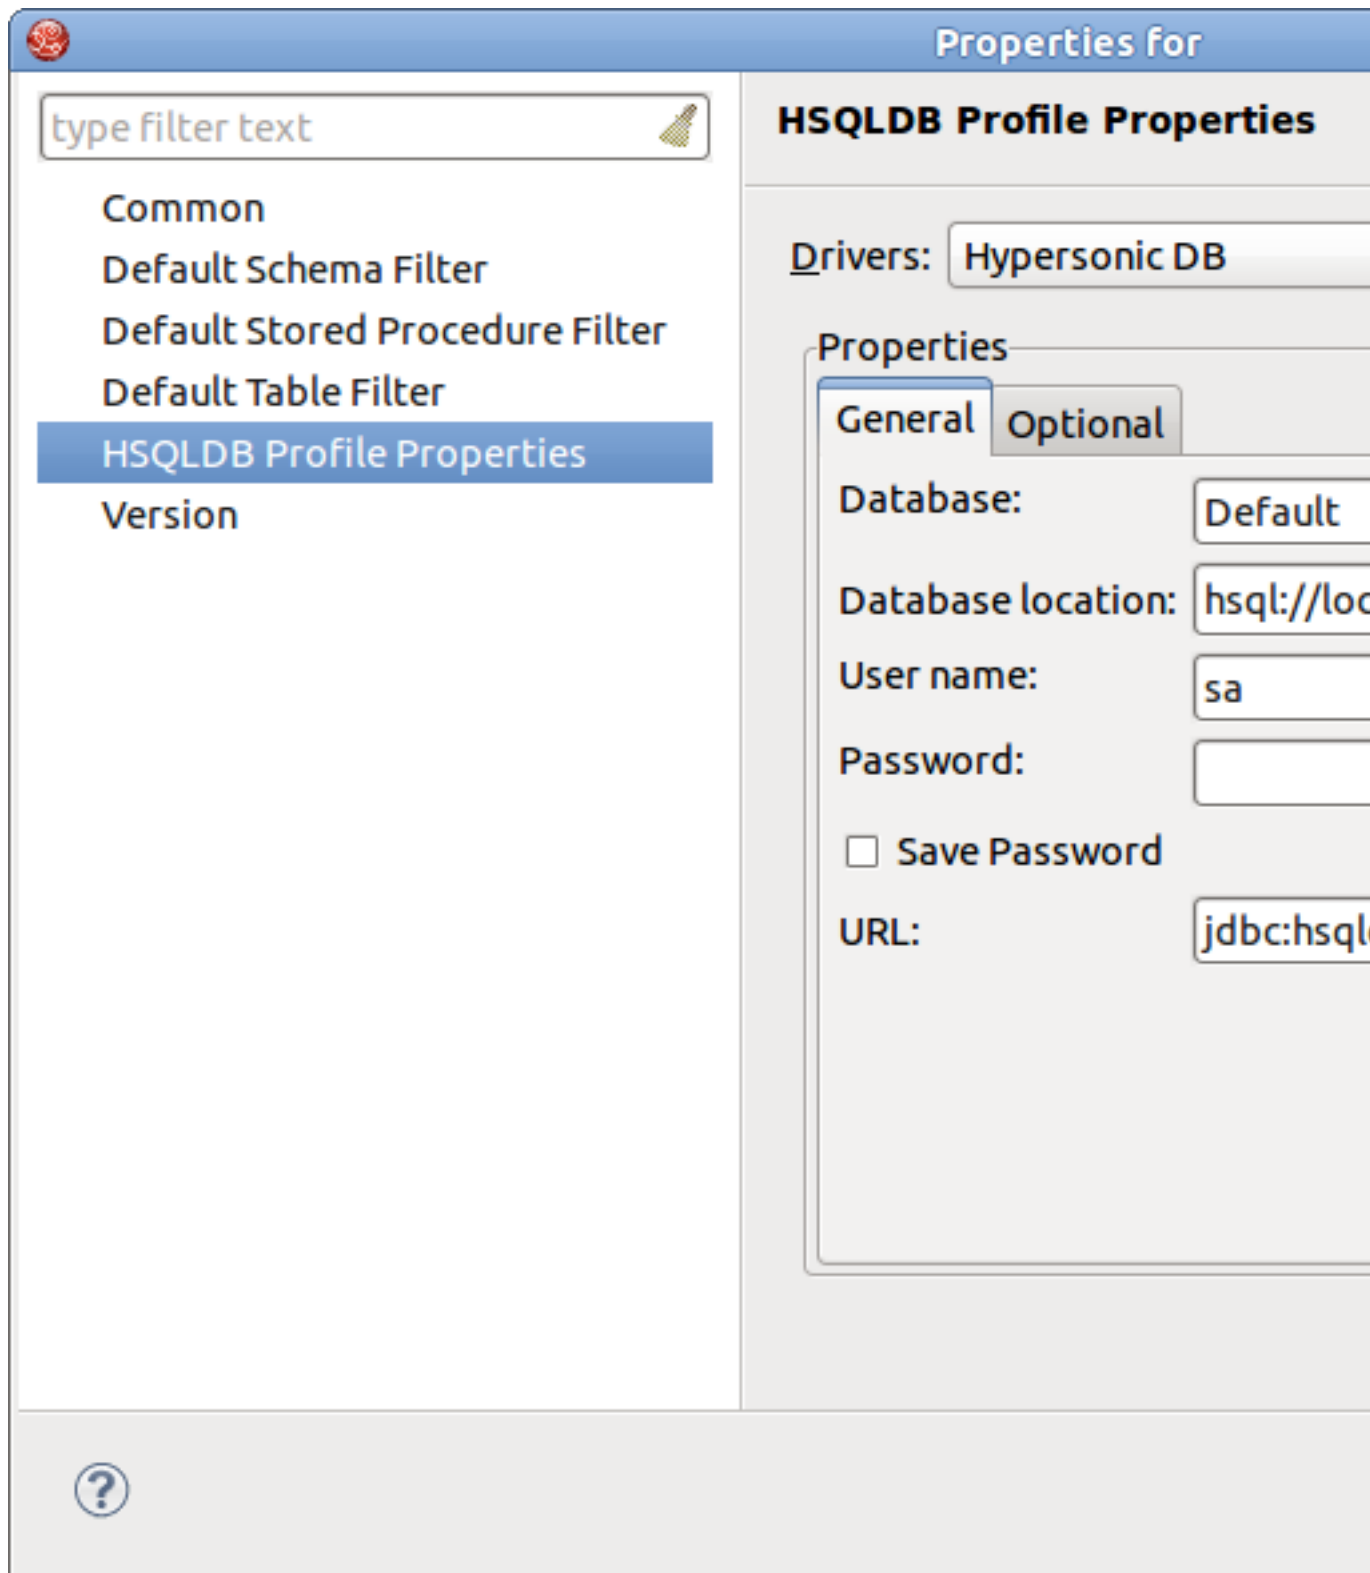 Properties for
type filter text
Common
Default Schema Filter
Default Stored Procedure Filter
Default Table Filter
HSQLDB Profile Properties
Version
HSQLDB Profile Properties
Drivers: Hypersonic DB
Properties
General Optional
Database: Default
Database location: hsql://loc
User name: sa
Password:
Save Password
URL: jdbc:hsql
?